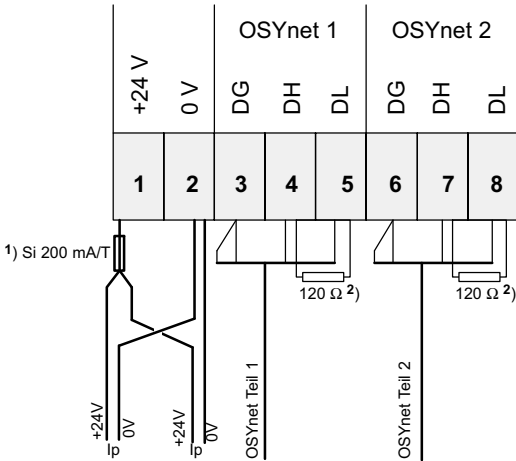 OSYnet 1
OSYnet 2
+24 V
0 V
DG
DH
DL
DG
DH
DL
1
2
3
4
5
6
7
8
1) Si 200 mA/T
120 Ω 2)
120 Ω 2)
+24V
Ip
0V
+24V
Ip
0V
OSYnet Teil 1
OSYnet Teil 2